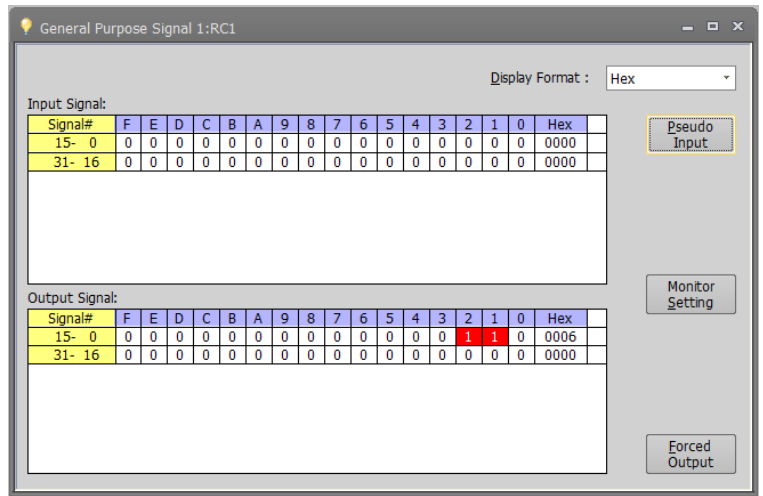 General Purpose Signal 1:RC1
Display Format : Hex
Input Signal:
Signal# F E D C B A 9 8 7 6 5 4 3 2 1 0 Hex
15- 0 0 0 0 0 0 0 0 0 0 0 0 0 0 0 0 0 0000
31- 16 0 0 0 0 0 0 0 0 0 0 0 0 0 0 0 0 0000
Pseudo
Input
Monitor
Setting
Output Signal:
Signal# F E D C B A 9 8 7 6 5 4 3 2 1 0 Hex
15- 0 0 0 0 0 0 0 0 0 0 0 0 0 0 1 1 0 0006
31- 16 0 0 0 0 0 0 0 0 0 0 0 0 0 0 0 0 0000
Forced
Output